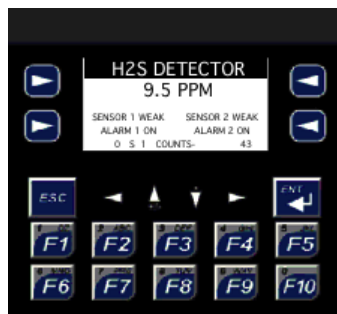 H2S DETECTOR
9.5 PPM
SENSOR 1 WEAK SENSOR 2 WEAK
ALARM 1 ON ALARM 2 ON
0 S 1 COUNTS- 43
ESC ENT
F1 F2 F3 F4 F5
F6 F7 F8 F9 F10